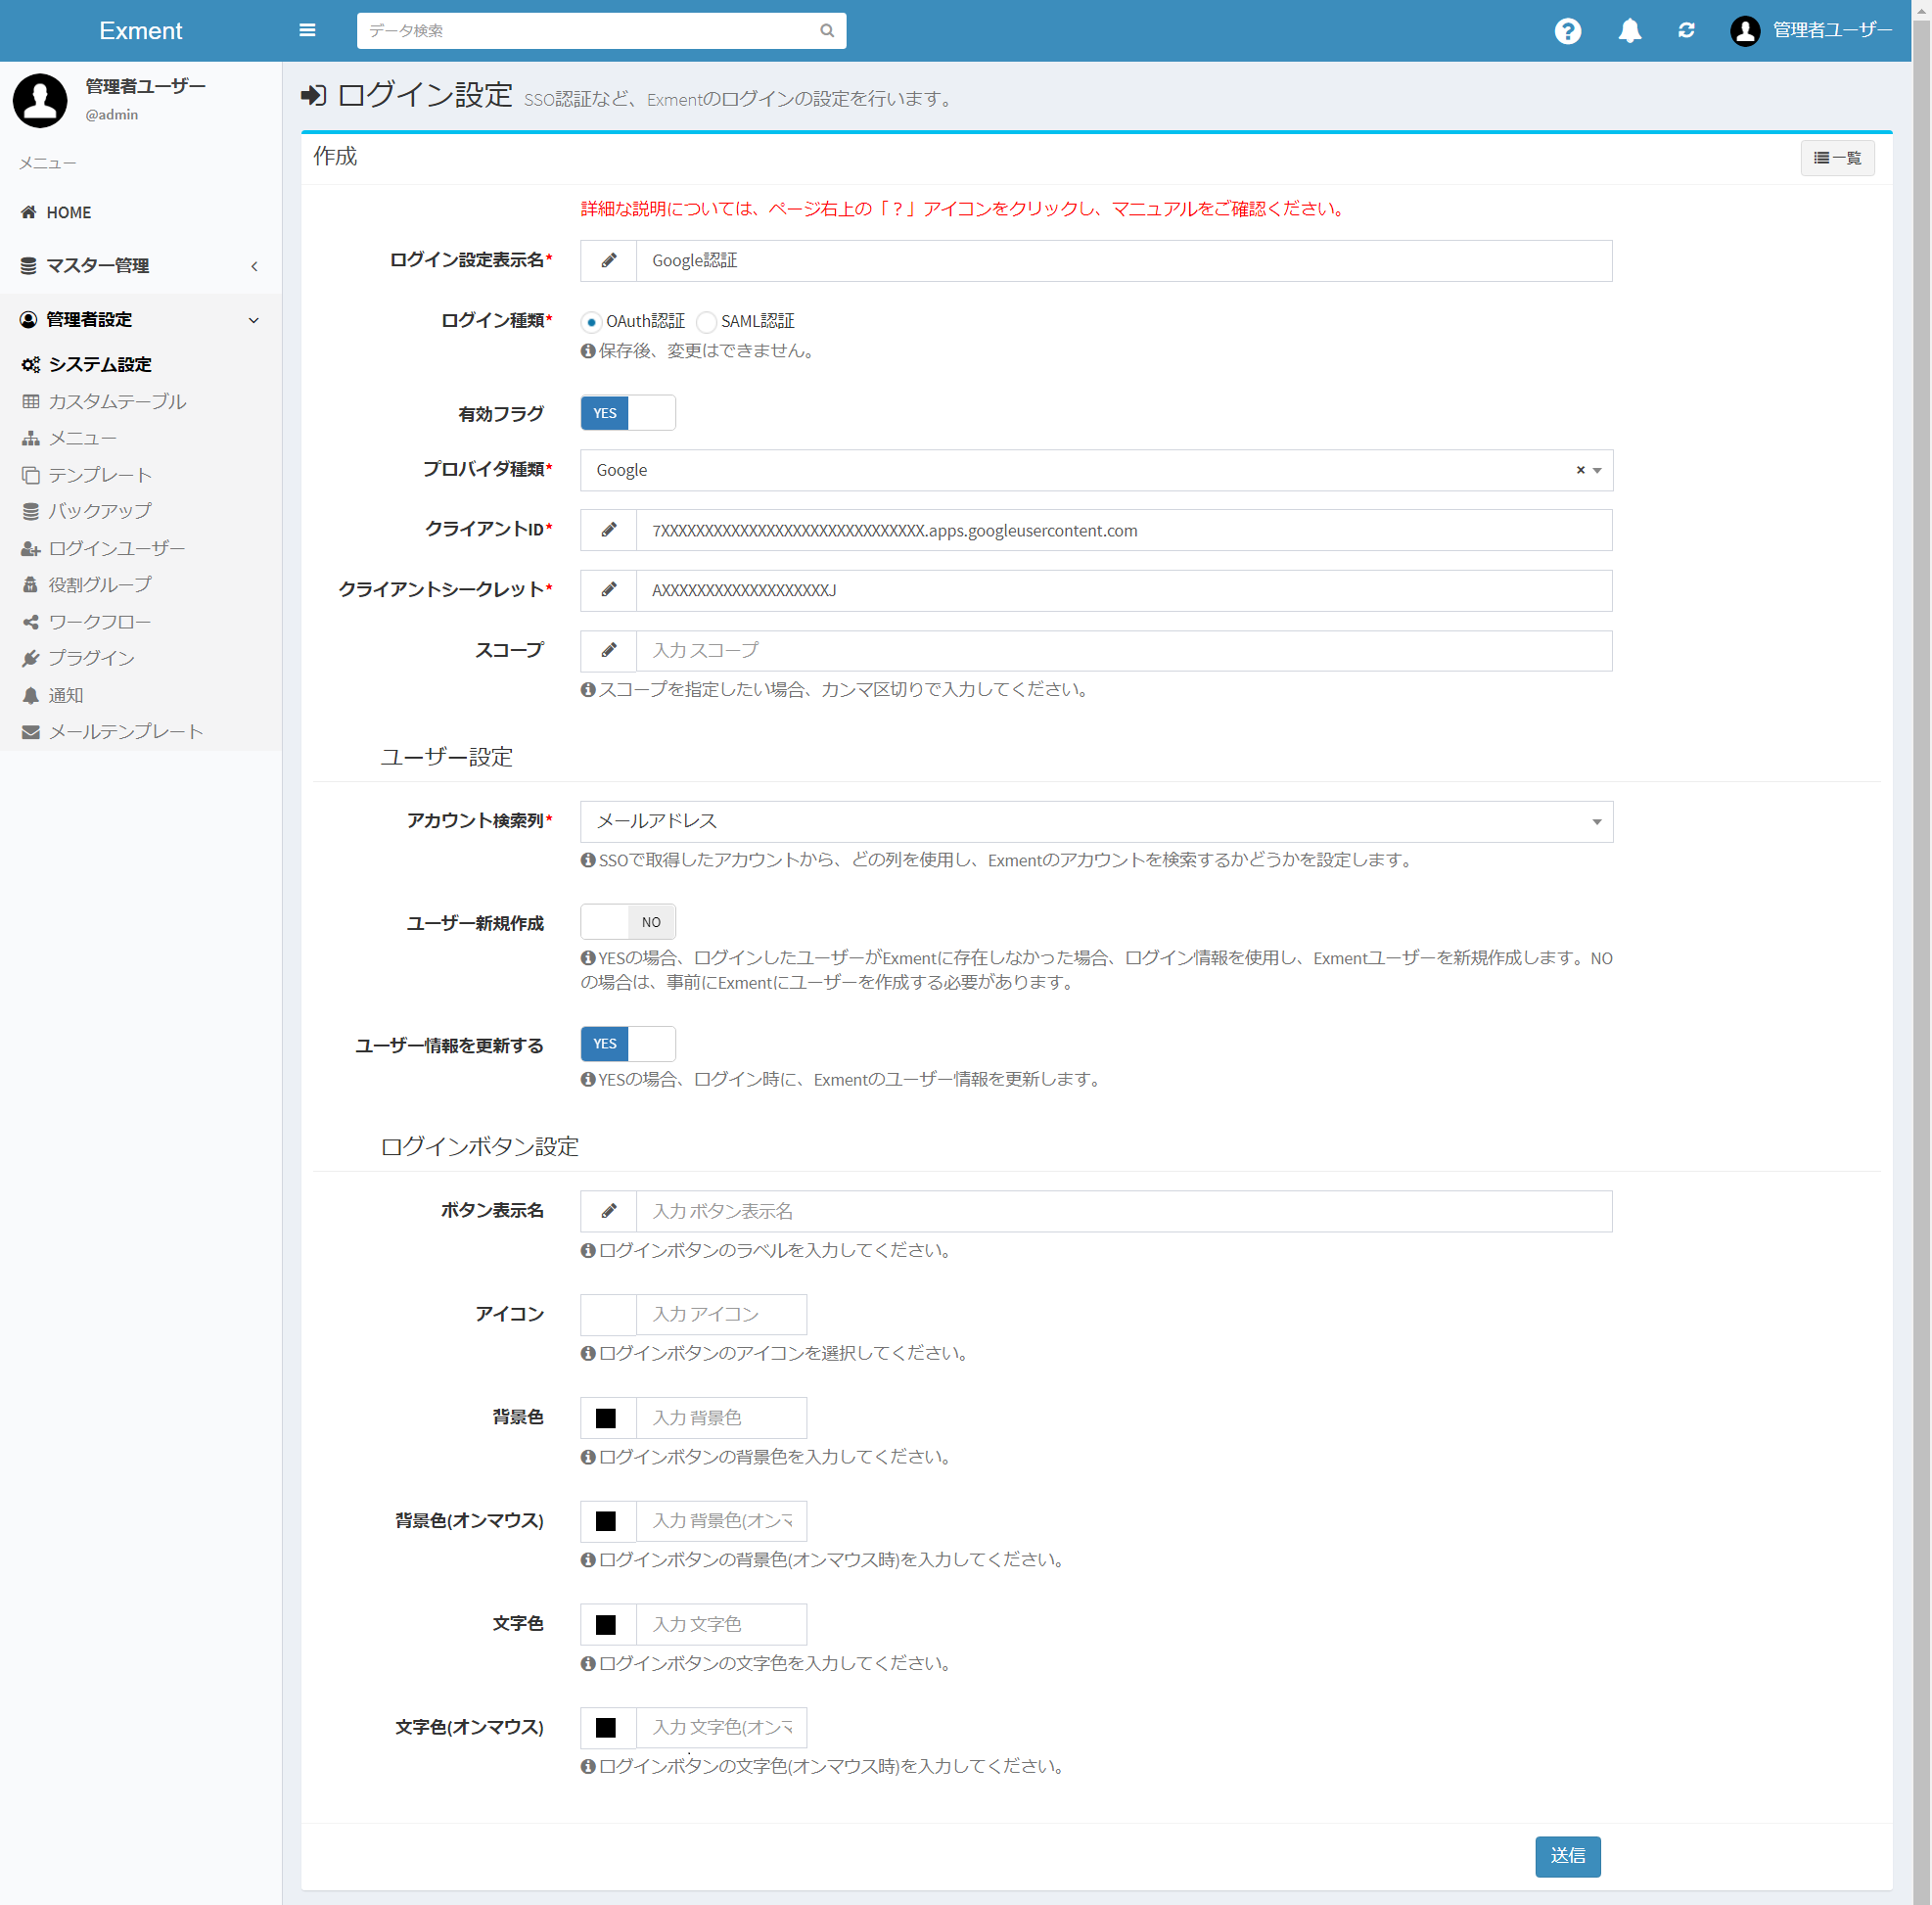 Exment
データ検索
管理者ユーザー
管理者ユーザー
@admin
メニュー
HOME
マスター管理
管理者設定
システム設定
カスタムテーブル
メニュー
テンプレート
バックアップ
ログインユーザー
役割グループ
ワークフロー
プラグイン
通知
メールテンプレート
ログイン設定 SSO認証など、Exmentのログインの設定を行います。
作成
一覧
詳細な説明については、ページ右上の「？」アイコンをクリックし、マニュアルをご確認ください。
ログイン設定表示名* Google認証
ログイン種類* OAuth認証 SAML認証
保存後、変更はできません。
有効フラグ YES
プロバイダ種類* Google ×
クライアントID* 7XXXXXXXXXXXXXXXXXXXXXXXXXXXXXX.apps.googleusercontent.com
クライアントシークレット* AXXXXXXXXXXXXXXXXXXXJ
スコープ 入力 スコープ
スコープを指定したい場合、カンマ区切りで入力してください。
ユーザー設定
アカウント検索列* メールアドレス
SSOで取得したアカウントから、どの列を使用し、Exmentのアカウントを検索するかどうかを設定します。
ユーザー新規作成 NO
YESの場合、ログインしたユーザーがExmentに存在しなかった場合、ログイン情報を使用し、Exmentユーザーを新規作成します。NO
の場合は、事前にExmentにユーザーを作成する必要があります。
ユーザー情報を更新する YES
YESの場合、ログイン時に、Exmentのユーザー情報を更新します。
ログインボタン設定
ボタン表示名 入力 ボタン表示名
ログインボタンのラベルを入力してください。
アイコン 入力 アイコン
ログインボタンのアイコンを選択してください。
背景色 入力 背景色
ログインボタンの背景色を入力してください。
背景色(オンマウス) 入力 背景色(オンマ
ログインボタンの背景色(オンマウス時)を入力してください。
文字色 入力 文字色
ログインボタンの文字色を入力してください。
文字色(オンマウス) 入力 文字色(オンマ
ログインボタンの文字色(オンマウス時)を入力してください。
送信